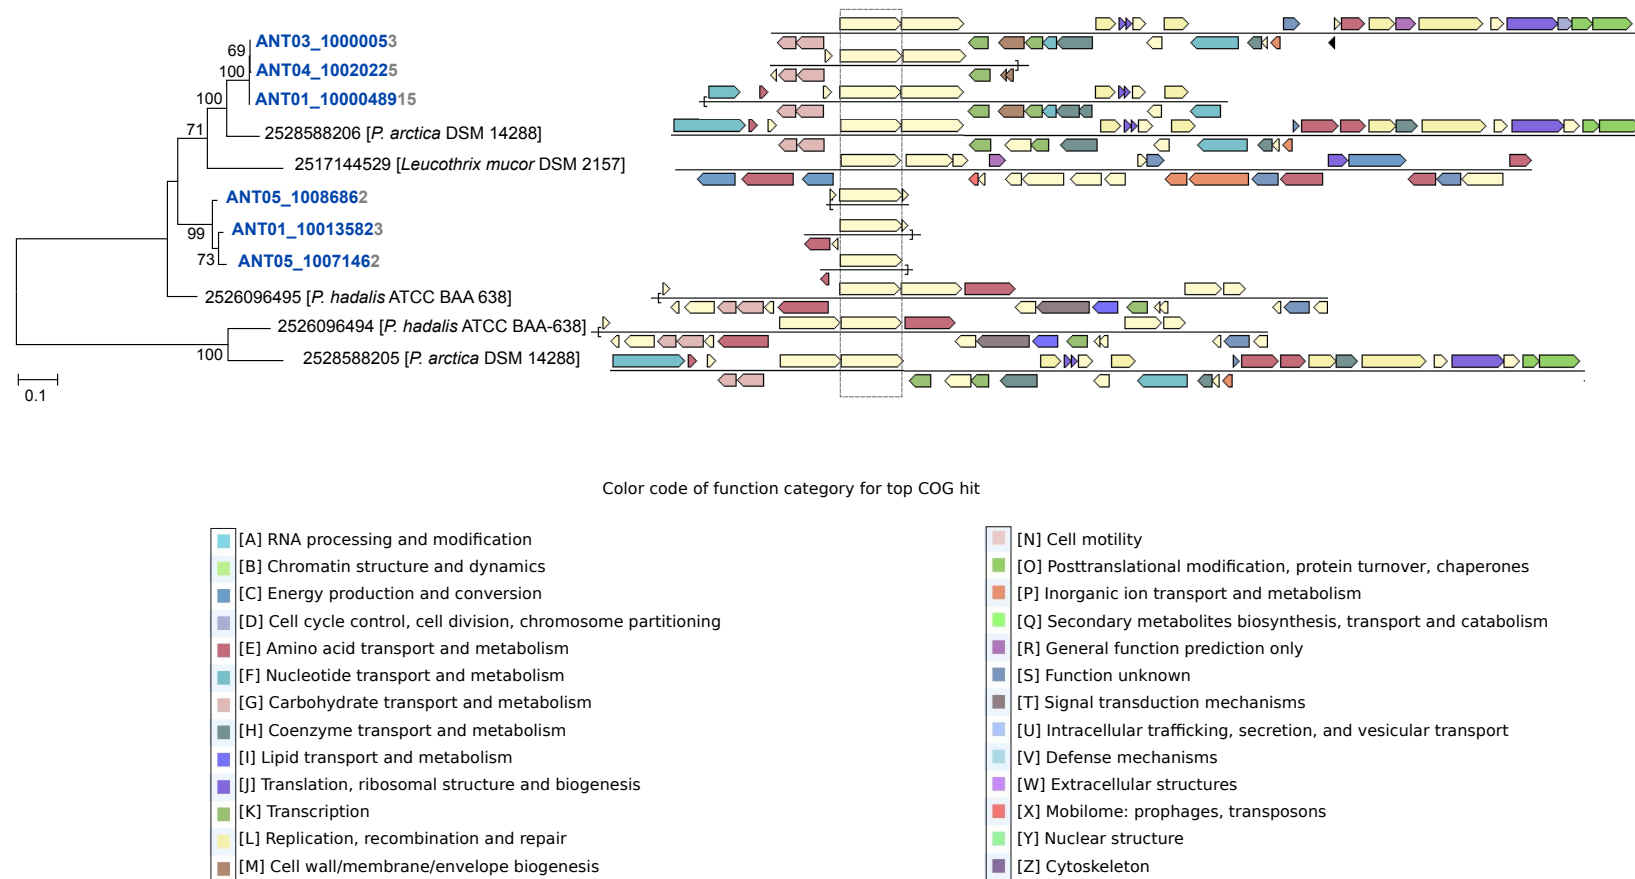 69
ANT03_10000053
ANT04_10020225
100
100
ANT01_1000048915
71
2528588206 [P. arctica DSM 14288]
2517144529 [Leucothrix mucor DSM 2157]
ANT05_10086862
99
ANT01_100135823
73
ANT05_10071462
2526096495 [P. hadalis ATCC BAA 638]
2526096494 [P. hadalis ATCC BAA-638]
100
2528588205 [P. arctica DSM 14288]
0.1
Color code of function category for top COG hit
[A] RNA processing and modification
[B] Chromatin structure and dynamics
[C] Energy production and conversion
[D] Cell cycle control, cell division, chromosome partitioning
[E] Amino acid transport and metabolism
[F] Nucleotide transport and metabolism
[G] Carbohydrate transport and metabolism
[H] Coenzyme transport and metabolism
[I] Lipid transport and metabolism
[J] Translation, ribosomal structure and biogenesis
[K] Transcription
[L] Replication, recombination and repair
[M] Cell wall/membrane/envelope biogenesis
[N] Cell motility
[O] Posttranslational modification, protein turnover, chaperones
[P] Inorganic ion transport and metabolism
[Q] Secondary metabolites biosynthesis, transport and catabolism
[R] General function prediction only
[S] Function unknown
[T] Signal transduction mechanisms
[U] Intracellular trafficking, secretion, and vesicular transport
[V] Defense mechanisms
[W] Extracellular structures
[X] Mobilome: prophages, transposons
[Y] Nuclear structure
[Z] Cytoskeleton